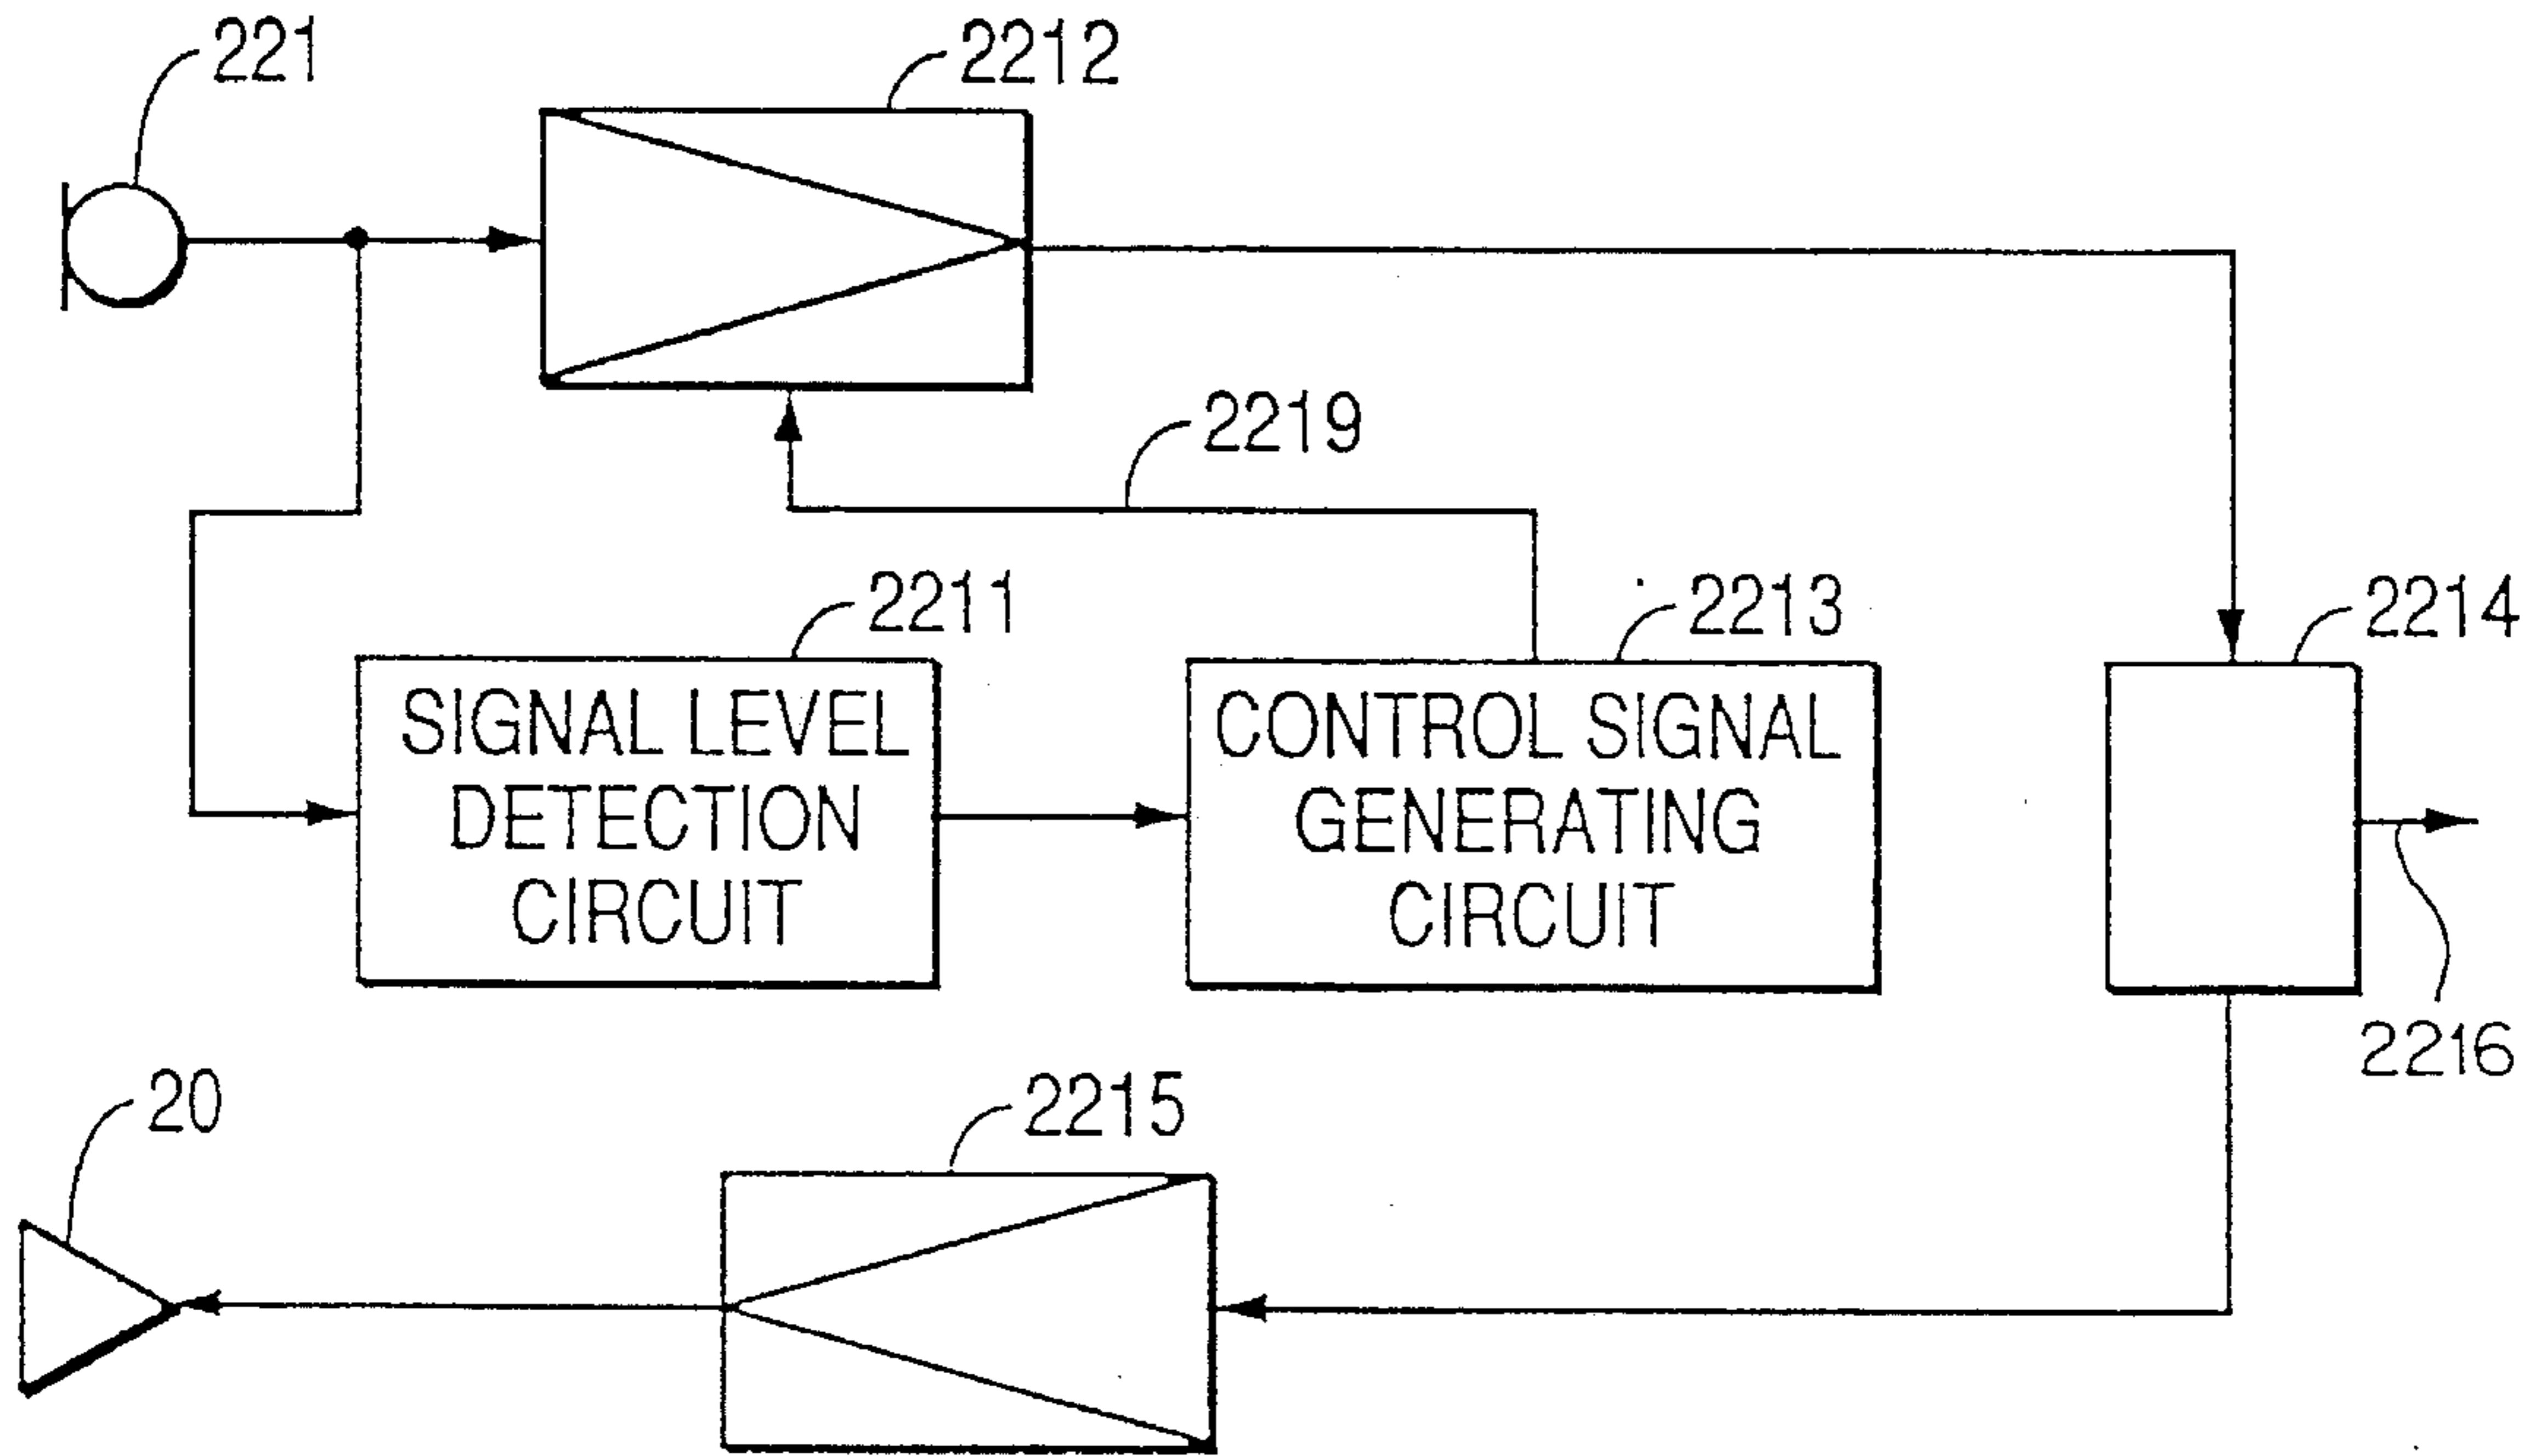 221
2212
2219
2211
2213
2214
SIGNAL LEVEL
DETECTION
CIRCUIT
CONTROL SIGNAL
GENERATING
CIRCUIT
2216
20
2215